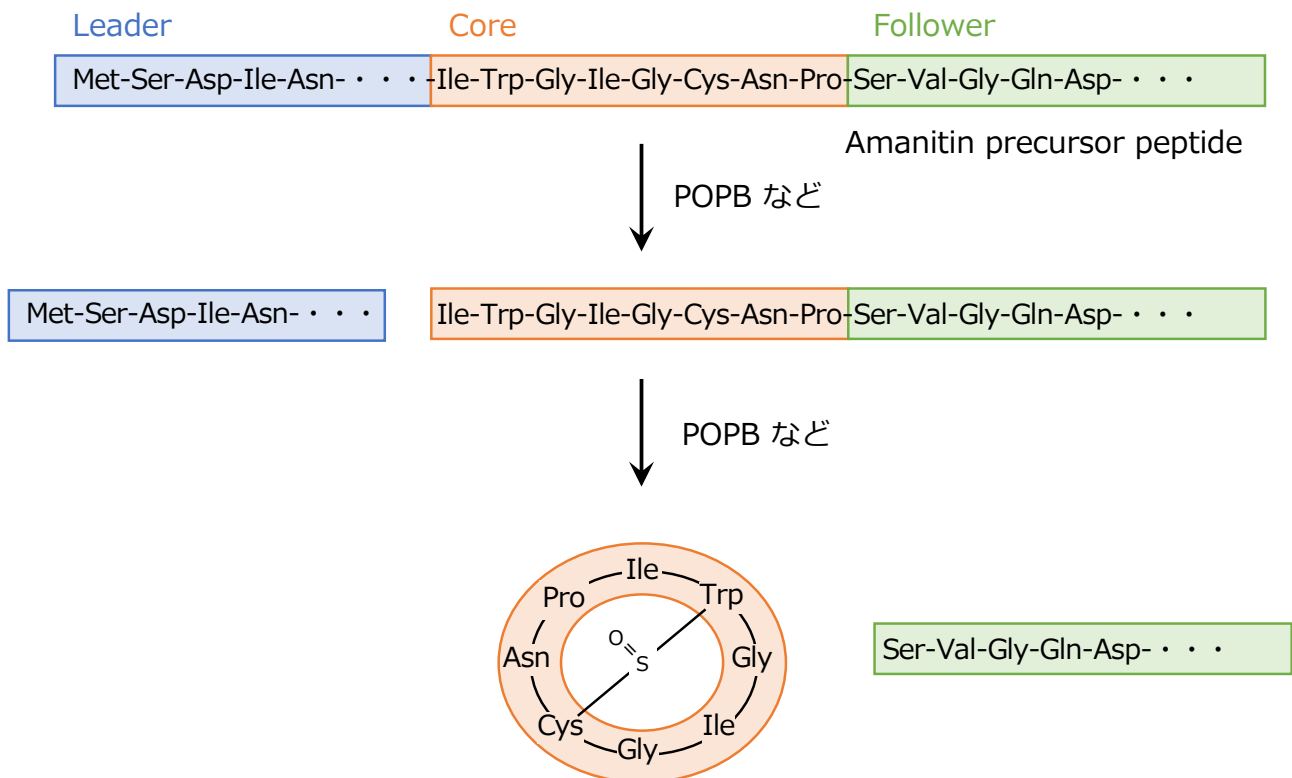 Leader Core Follower
Met-Ser-Asp-Ile-Asn-・・・-Ile-Trp-Gly-Ile-Gly-Cys-Asn-Pro-Ser-Val-Gly-Gln-Asp-・・・
Amanitin precursor peptide
POPB など
Met-Ser-Asp-Ile-Asn-・・・ Ile-Trp-Gly-Ile-Gly-Cys-Asn-Pro-Ser-Val-Gly-Gln-Asp-・・・
POPB など
Ile
Pro Trp
O
S
Asn Gly
Ser-Val-Gly-Gln-Asp-・・・
Cys Ile
Gly